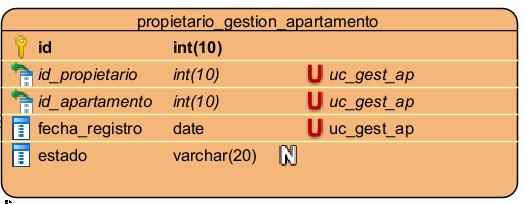 propietario_gestion_apartamento
id int(10)
id_propietario int(10) U uc_gest_ap
id_apartamento int(10) U uc_gest_ap
fecha_registro date U uc_gest_ap
estado varchar(20) N